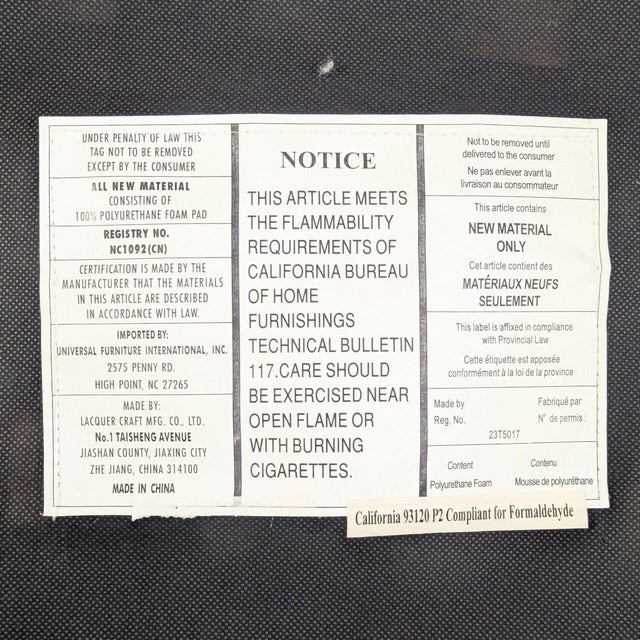 UNDER PENALTY OF LAW THIS
TAG NOT TO BE REMOVED
EXCEPT BY THE CONSUMER
ALL NEW MATERIAL
CONSISTING OF
100% POLYURETHANE FOAM PAD
REGISTRY NO.
NC1092(CN)
CERTIFICATION IS MADE BY THE
MANUFACTURER THAT THE MATERIALS
IN THIS ARTICLE ARE DESCRIBED
IN ACCORDANCE WITH LAW.
IMPORTED BY:
UNIVERSAL FURNITURE INTERNATIONAL, INC.
2575 PENNY RD.
HIGH POINT, NC 27265
MADE BY:
LACQUER CRAFT MFG. CO., LTD.
No.1 TAISHENG AVENUE
JIASHAN COUNTY, JIAXING CITY
ZHE JIANG, CHINA 314100
MADE IN CHINA
NOTICE
THIS ARTICLE MEETS
THE FLAMMABILITY
REQUIREMENTS OF
CALIFORNIA BUREAU
OF HOME
FURNISHINGS
TECHNICAL BULLETIN
117.CARE SHOULD
BE EXERCISED NEAR
OPEN FLAME OR
WITH BURNING
CIGARETTES.
Not to be removed until
delivered to the consumer
Ne pas enlever avant la
livraison au consommateur
This article contains
NEW MATERIAL
ONLY
Cet article contient des
MATÉRIAUX NEUFS
SEULEMENT
This label is affixed in compliance
with Provincial Law
Cette étiquette est apposée
conformément à la loi de la province
Made by Fabriqué par
Reg. No. N° de permis :
23T5017
Content Contenu
Polyurethane Foam Mousse de polyuréthane
California 93120 P2 Compliant for Formaldehyde